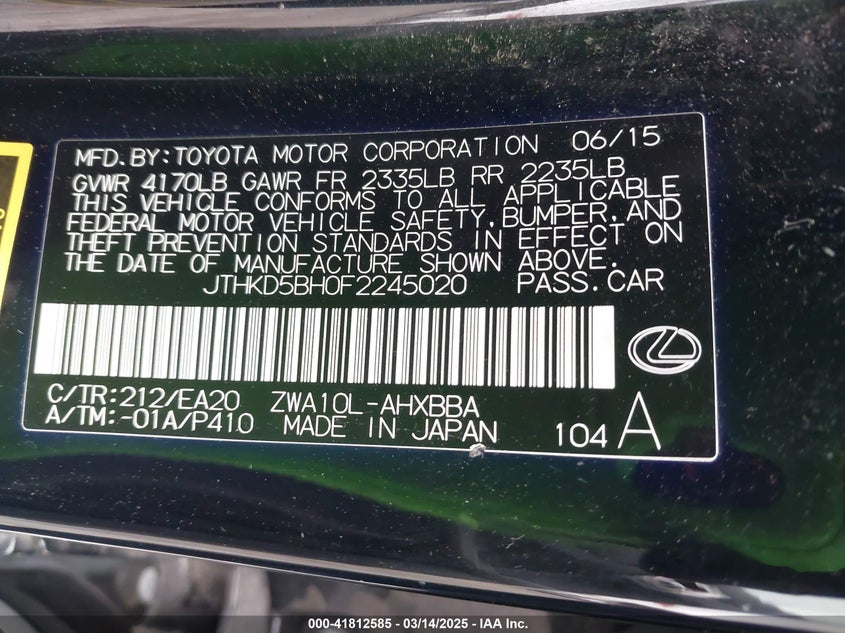 MFD.BY:TOYOTA MOTOR CORPORATION 06/15
GVWR 4170LB GAWR FR 2335LB RR 2235LB
THIS VEHICLE CONFORMS TO ALL APPLICABLE
FEDERAL MOTOR VEHICLE SAFETY,BUMPER,AND
THEFT PREVENTION STANDARDS IN EFFECT ON
THE DATE OF MANUFACTURE SHOWN ABOVE.
JTHKD5BH0F2245020 PASS.CAR
C/TR:212/EA20 ZWA10L-AHXBBA
A/TM:-01A/P410 MADE IN JAPAN 104 A
000-41812585 - 03/14/2025 - IAA Inc.